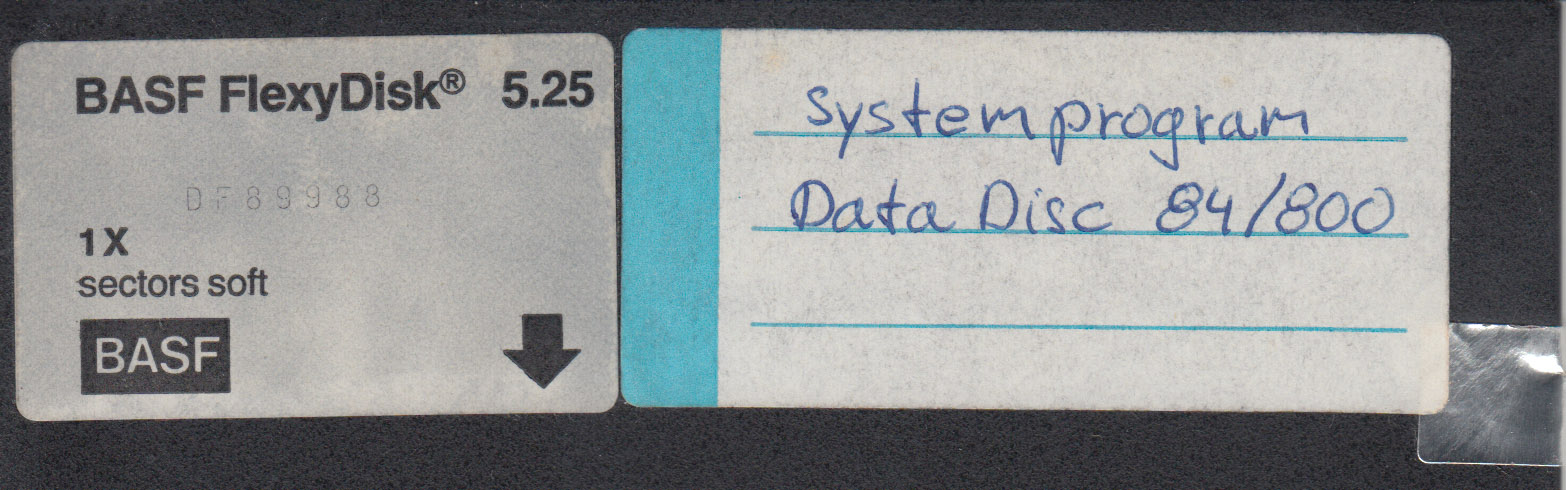 BASF FlexyDisk® 5.25
DF89988
1X
sectors soft
BASF
Systemprogram
Data Disc 84/800